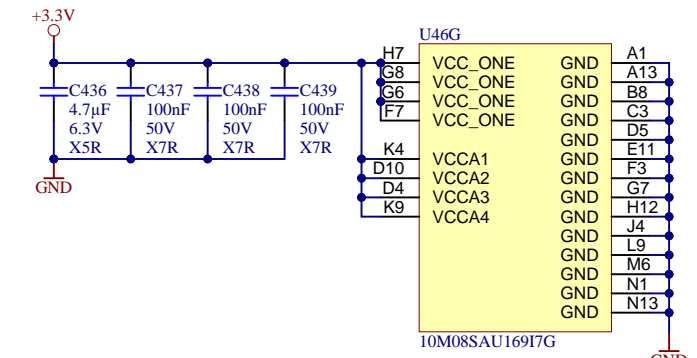 +3.3V
U46G
H7 VCC_ONE GND A1
G8 VCC_ONE GND A13
G6 VCC_ONE GND B8
F7 VCC_ONE GND C3
GND D5
K4 VCCA1 GND E11
D10 VCCA2 GND F3
D4 VCCA3 GND G7
K9 VCCA4 GND H12
GND J4
GND L9
GND M6
GND N1
GND N13
C436
4.7µF
6.3V
X5R
C437
100nF
50V
X7R
C438
100nF
50V
X7R
C439
100nF
50V
X7R
GND
10M08SAU169I7G
GND